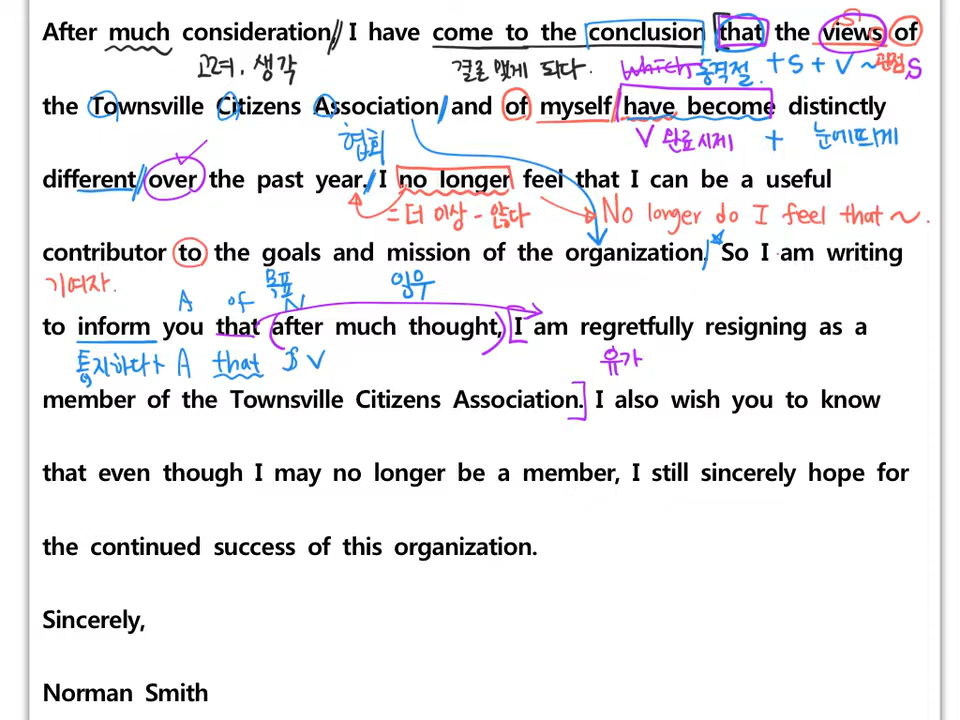 After much consideration, I have come to the conclusion that the views of
고려, 생각 결론 맺게 되다. which 동격절 + S + V ~ 관점 S
the Townsville Citizens Association and of myself have become distinctly
협회 V 완료시제 + 눈에띄게
different over the past year. I no longer feel that I can be a useful
= 더 이상 - 않다 No longer do I feel that ~.
contributor to the goals and mission of the organization. So I am writing
기여자. A of 목표 N 임무
to inform you that after much thought, I am regretfully resigning as a
통지하다 + A that S V 유가
member of the Townsville Citizens Association. I also wish you to know
that even though I may no longer be a member, I still sincerely hope for
the continued success of this organization.
Sincerely,
Norman Smith